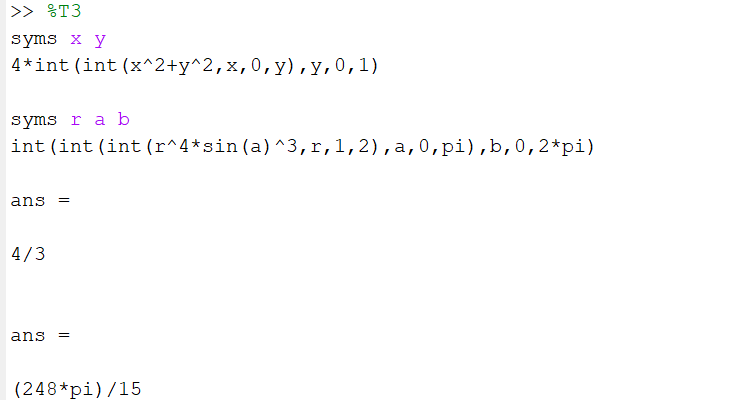 >> %T3
syms x y
4*int(int(x^2+y^2,x,0,y),y,0,1)
syms r a b
int(int(int(r^4*sin(a)^3,r,1,2),a,0,pi),b,0,2*pi)
ans =
4/3
ans =
(248*pi)/15